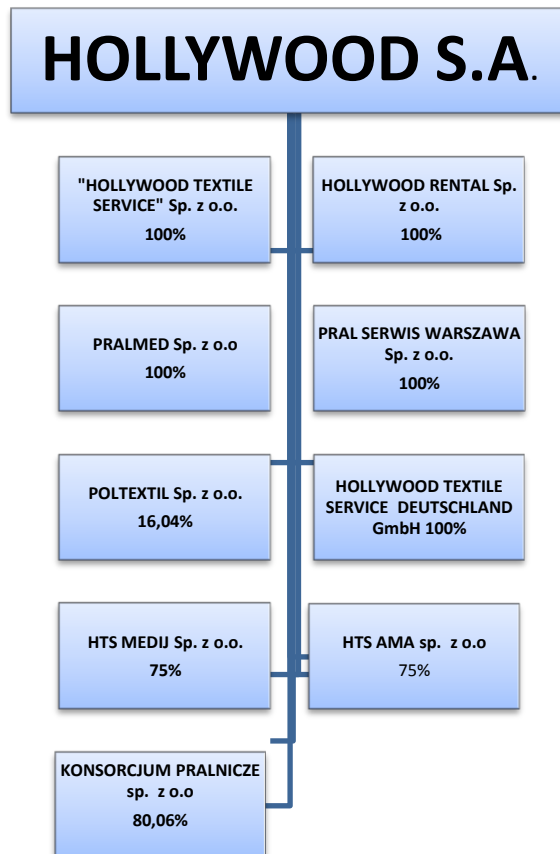 HOLLYWOOD S.A.
"HOLLYWOOD TEXTILE
SERVICE" Sp. z o.o.
100%
HOLLYWOOD RENTAL Sp.
z o.o.
100%
PRALMED Sp. z o.o
100%
PRAL SERWIS WARSZAWA
Sp. z o.o.
100%
POLTEXTIL Sp. z o.o.
16,04%
HOLLYWOOD TEXTILE
SERVICE DEUTSCHLAND
GmbH 100%
HTS MEDIJ Sp. z o.o.
75%
HTS AMA sp. z o.o
75%
KONSORCJUM PRALNICZE
sp. z o.o
80,06%